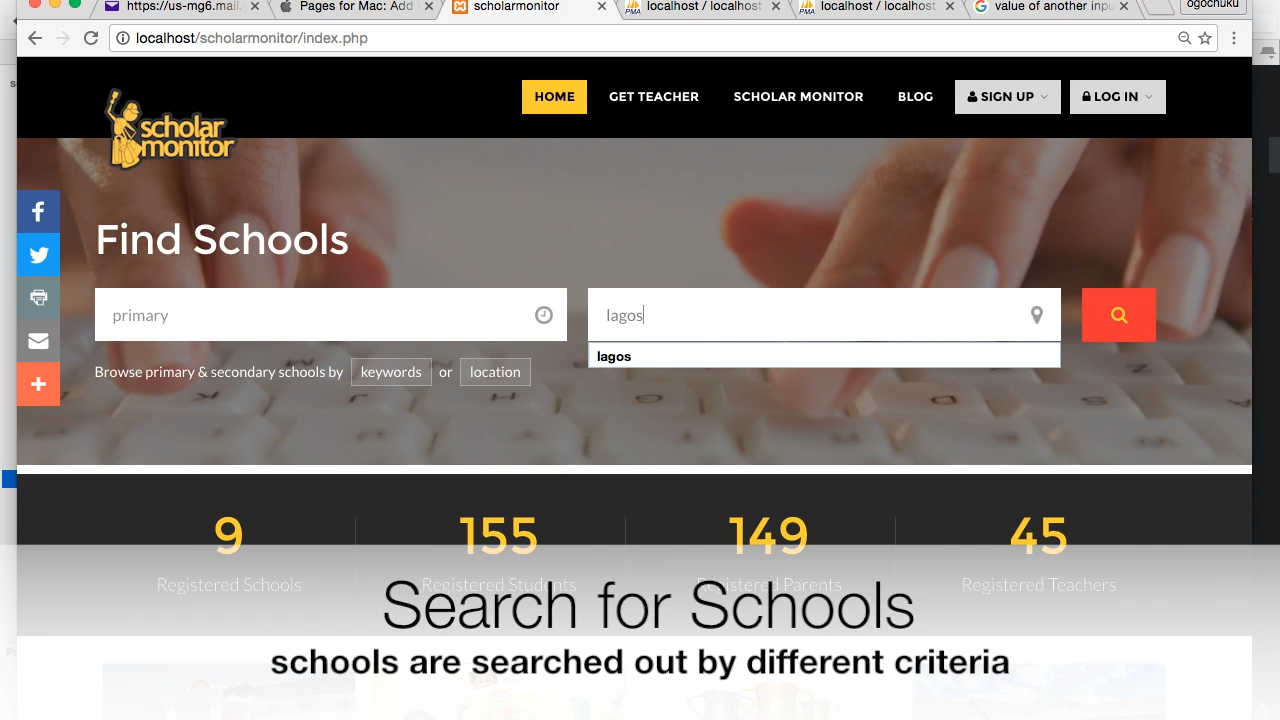 https://us-mg6.mail.
Pages for Mac: Add
scholarmonitor
localhost / localhost
localhost / localhost
value of another inpu
ogochuku
localhost/scholarmonitor/index.php
scholar
monitor
HOME
GET TEACHER
SCHOLAR MONITOR
BLOG
SIGN UP
LOG IN
Find Schools
primary
lagos
lagos
Browse primary & secondary schools by keywords or location
9
155
149
45
Registered Schools
Registered Students
Registered Parents
Registered Teachers
Search for Schools
schools are searched out by different criteria